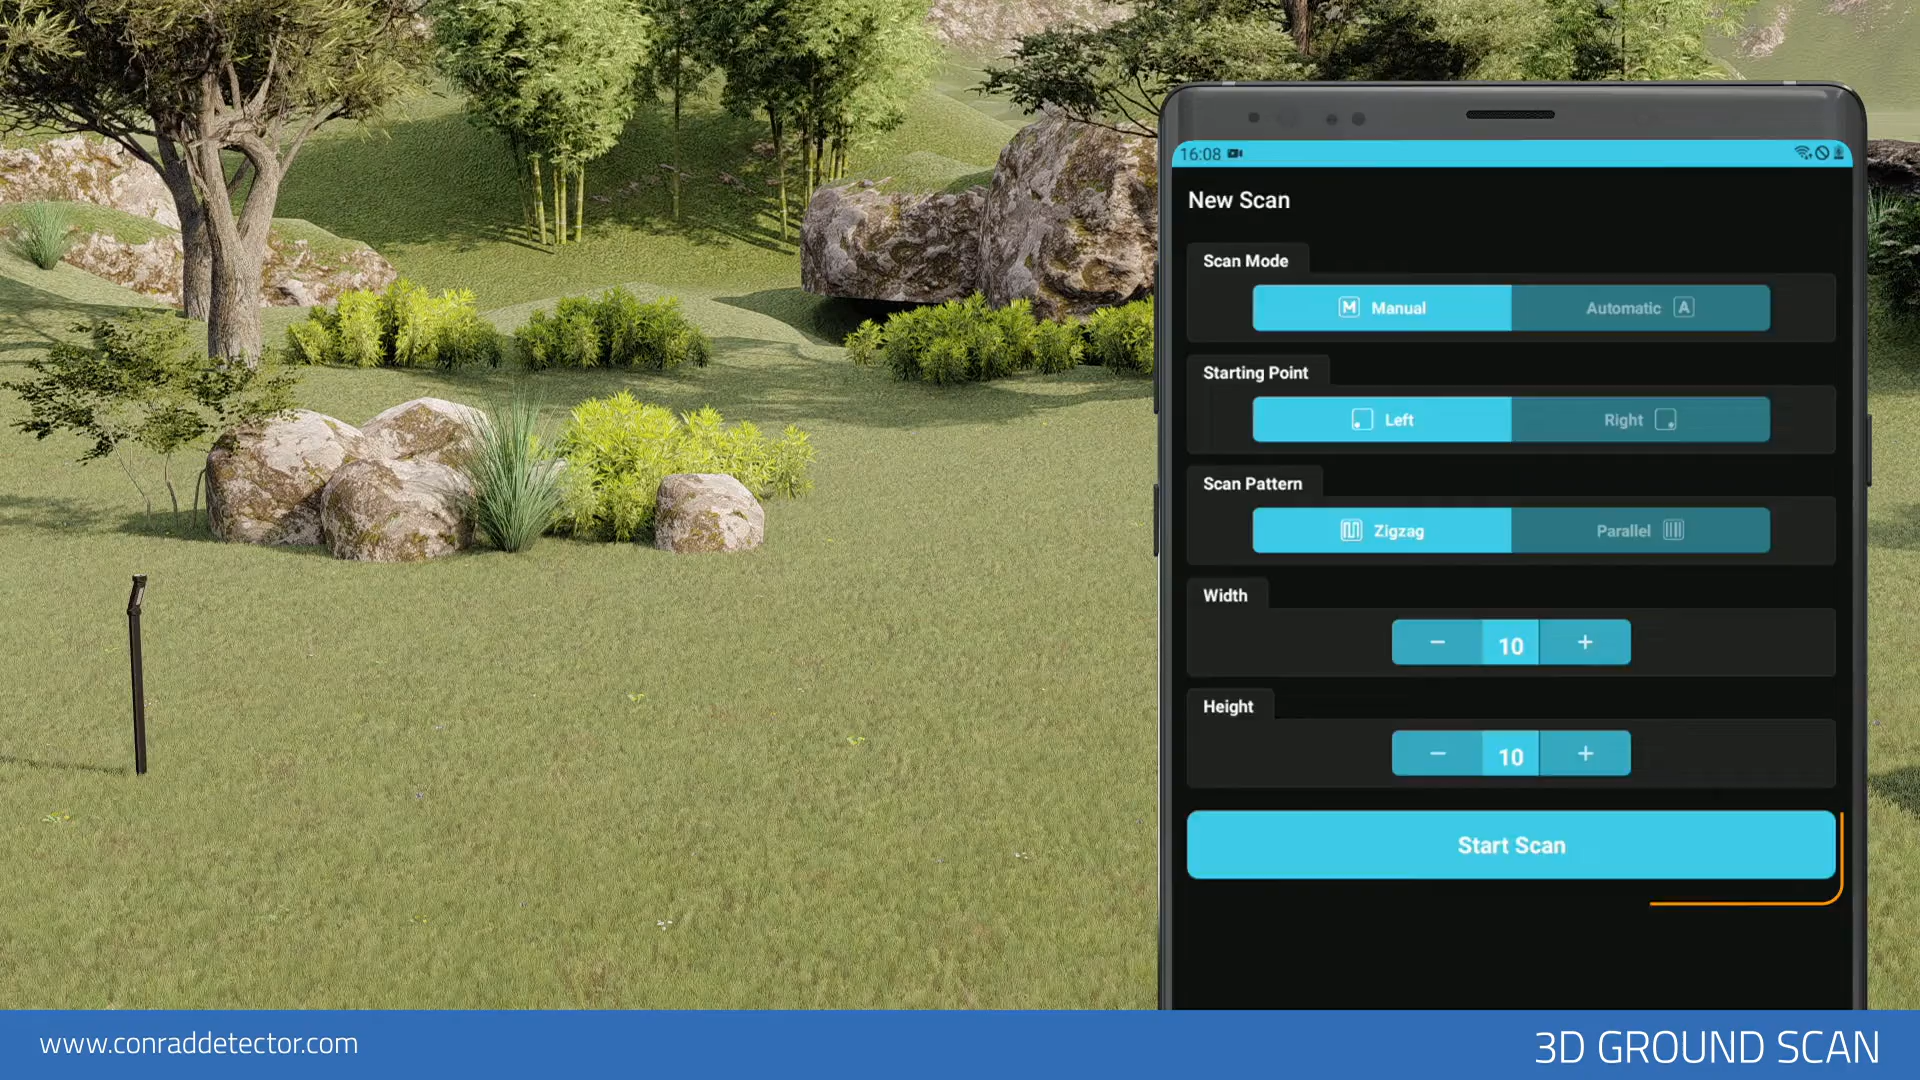 16:08
New Scan
Scan Mode
M Manual
Automatic A
Starting Point
Left
Right
Scan Pattern
Zigzag
Parallel
Width
− 10 +
Height
− 10 +
Start Scan
www.conraddetector.com
3D GROUND SCAN